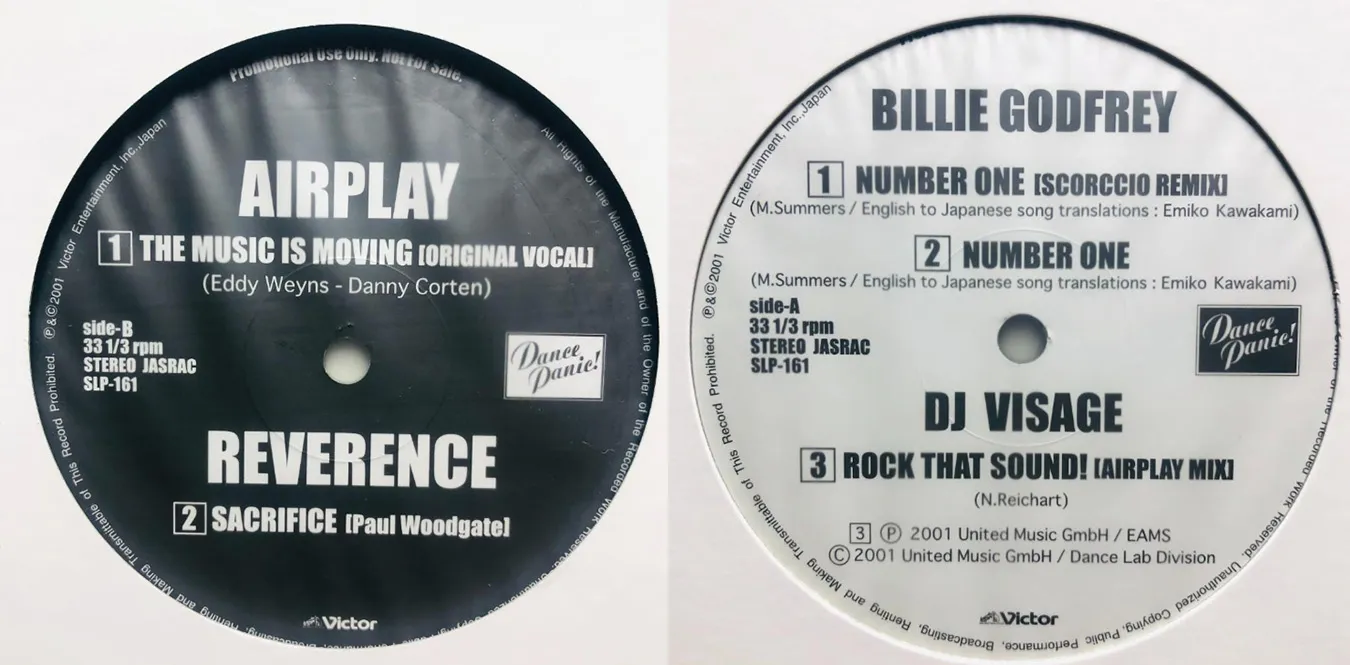 Promotional Use Only. Not For Sale.
AIRPLAY
1 THE MUSIC IS MOVING [ORIGINAL VOCAL]
(Eddy Weyns - Danny Corten)
side-B
33 1/3 rpm
STEREO JASRAC
SLP-161
Dance
Panic!
REVERENCE
2 SACRIFICE [Paul Woodgate]
Victor
Ⓟ&©2001 Victor Entertainment, Inc., Japan
All Rights of the Manufacturer and of the Owner of the Recorded Work Reserved.
Renting and Making Transmittable of This Record Prohibited.
BILLIE GODFREY
1 NUMBER ONE [SCORCCIO REMIX]
(M.Summers / English to Japanese song translations : Emiko Kawakami)
2 NUMBER ONE
(M.Summers / English to Japanese song translations : Emiko Kawakami)
side-A
33 1/3 rpm
STEREO JASRAC
SLP-161
Dance
Panic!
DJ VISAGE
3 ROCK THAT SOUND! [AIRPLAY MIX]
(N.Reichart)
3 Ⓟ 2001 United Music GmbH / EAMS
© 2001 United Music GmbH / Dance Lab Division
Victor
Ⓟ&©2001 Victor Entertainment, Inc., Japan
Owner of the Recorded Work Reserved. Unauthorized Copying, Public Performance, Broadcasting, Renting and Making Transmittable of This Record Prohibited.